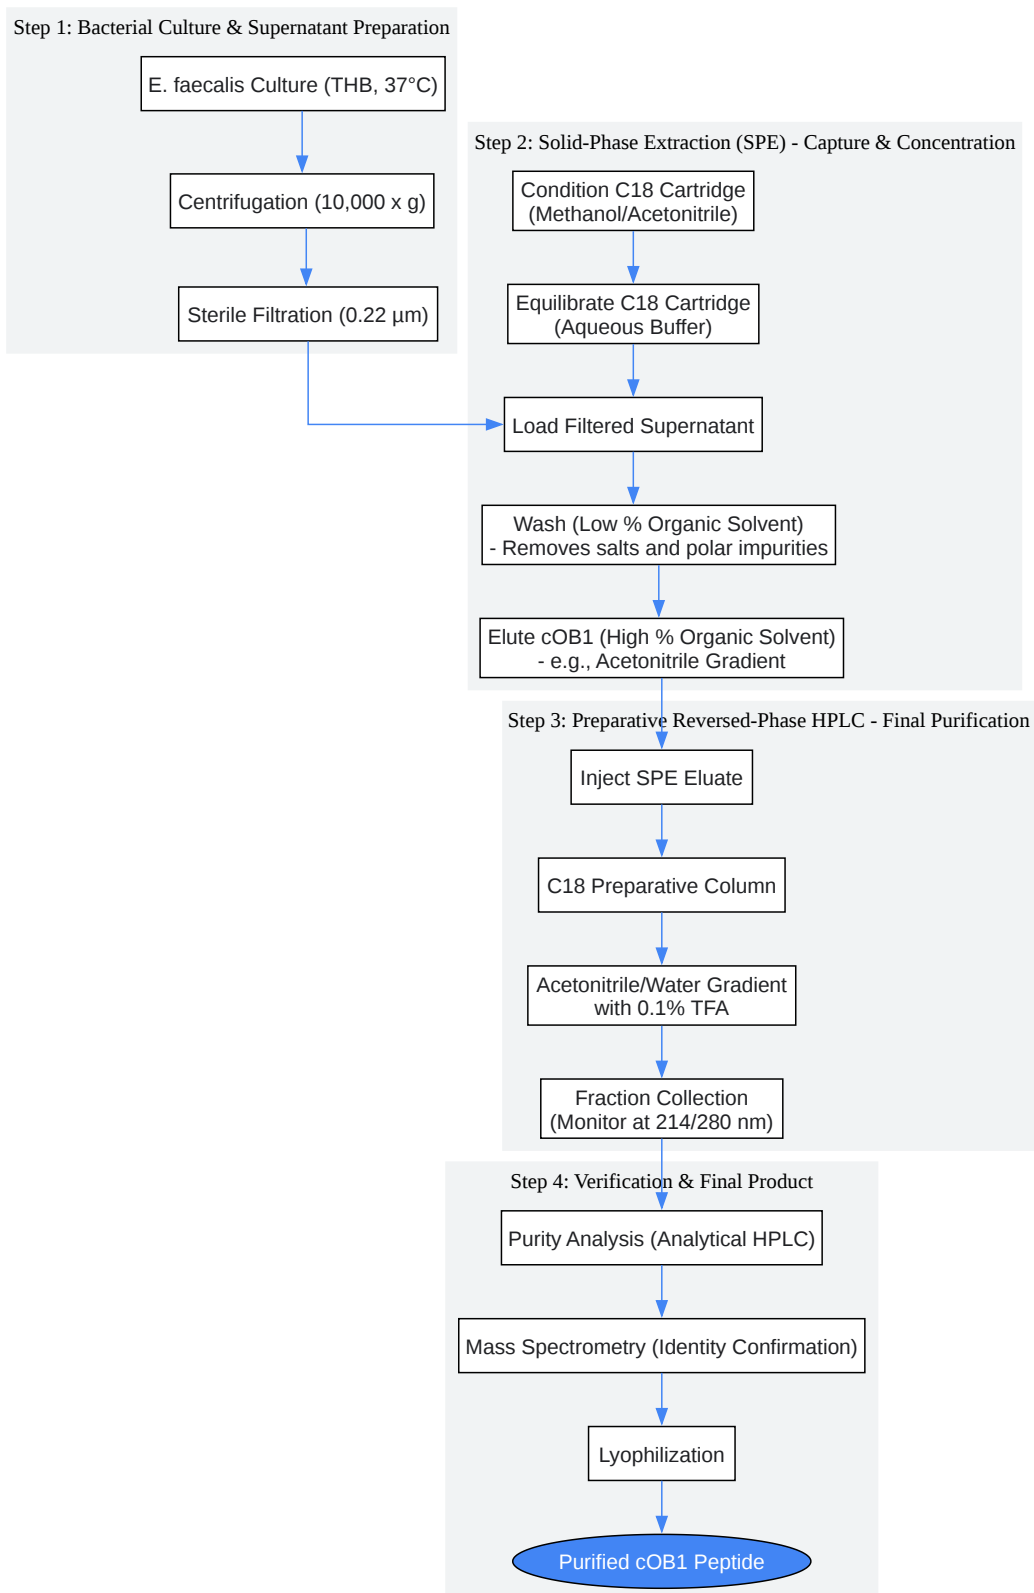 Step 1: Bacterial Culture & Supernatant Preparation
E. faecalis Culture (THB, 37°C)
Centrifugation (10,000 x g)
Sterile Filtration (0.22 µm)
Step 2: Solid-Phase Extraction (SPE) - Capture & Concentration
Condition C18 Cartridge
(Methanol/Acetonitrile)
Equilibrate C18 Cartridge
(Aqueous Buffer)
Load Filtered Supernatant
Wash (Low % Organic Solvent)
- Removes salts and polar impurities
Elute cOB1 (High % Organic Solvent)
- e.g., Acetonitrile Gradient
Step 3: Preparative Reversed-Phase HPLC - Final Purification
Inject SPE Eluate
C18 Preparative Column
Acetonitrile/Water Gradient
with 0.1% TFA
Fraction Collection
(Monitor at 214/280 nm)
Step 4: Verification & Final Product
Purity Analysis (Analytical HPLC)
Mass Spectrometry (Identity Confirmation)
Lyophilization
Purified cOB1 Peptide